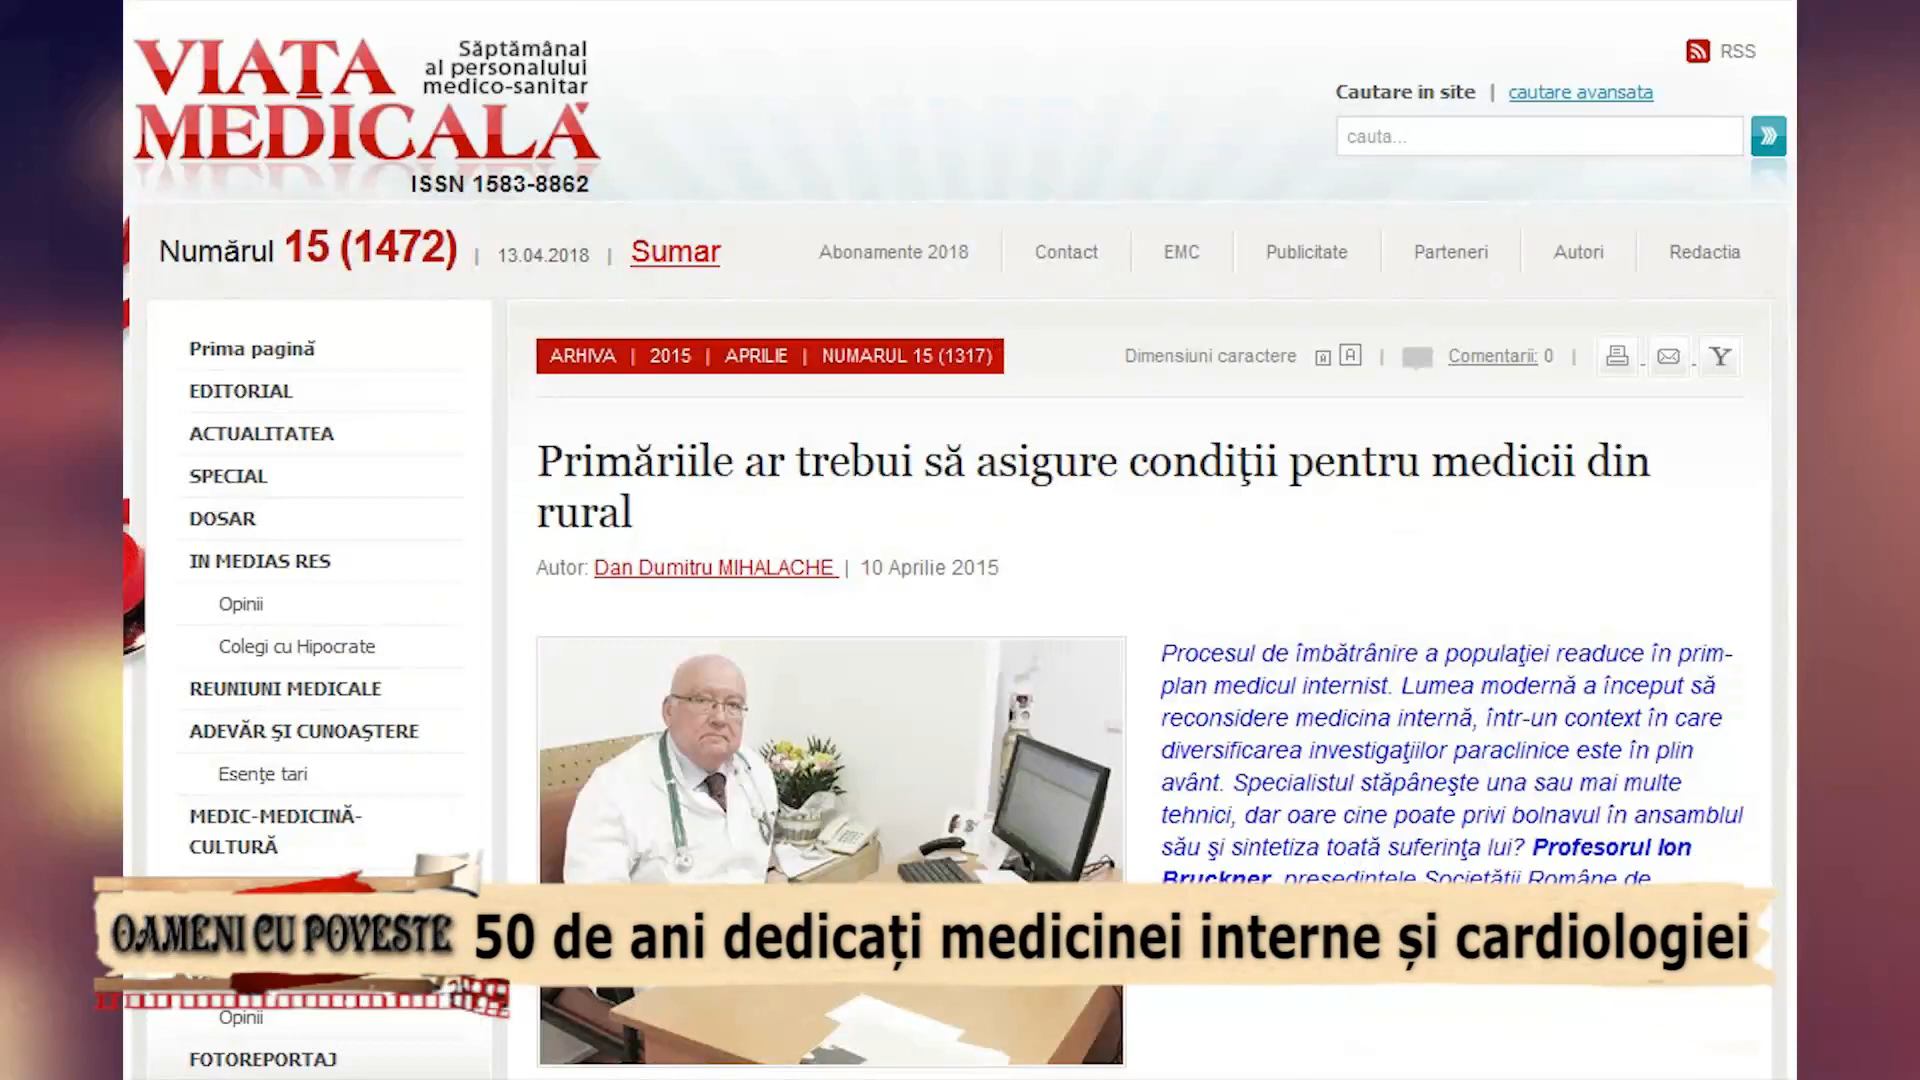 VIAŢA
MEDICALĂ
Săptămânal
al personalului
medico-sanitar
ISSN 1583-8862
RSS
Cautare in site | cautare avansata
cauta...
Numărul 15 (1472) | 13.04.2018 | Sumar
Abonamente 2018
Contact
EMC
Publicitate
Parteneri
Autori
Redactia
Prima pagină
EDITORIAL
ACTUALITATEA
SPECIAL
DOSAR
IN MEDIAS RES
Opinii
Colegi cu Hipocrate
REUNIUNI MEDICALE
ADEVĂR ŞI CUNOAŞTERE
Esenţe tari
MEDIC-MEDICINĂ-
CULTURĂ
Opinii
FOTOREPORTAJ
ARHIVA | 2015 | APRILIE | NUMARUL 15 (1317)
Dimensiuni caractere A A | Comentarii: 0 |
Primăriile ar trebui să asigure condiţii pentru medicii din
rural
Autor: Dan Dumitru MIHALACHE | 10 Aprilie 2015
Procesul de îmbătrânire a populaţiei readuce în prim-
plan medicul internist. Lumea modernă a început să
reconsidere medicina internă, într-un context în care
diversificarea investigaţiilor paraclinice este în plin
avânt. Specialistul stăpâneşte una sau mai multe
tehnici, dar oare cine poate privi bolnavul în ansamblul
său şi sintetiza toată suferinţa lui? Profesorul Ion
Bruckner, preşedintele Societăţii Române de
OAMENI CU POVESTE
50 de ani dedicați medicinei interne și cardiologiei